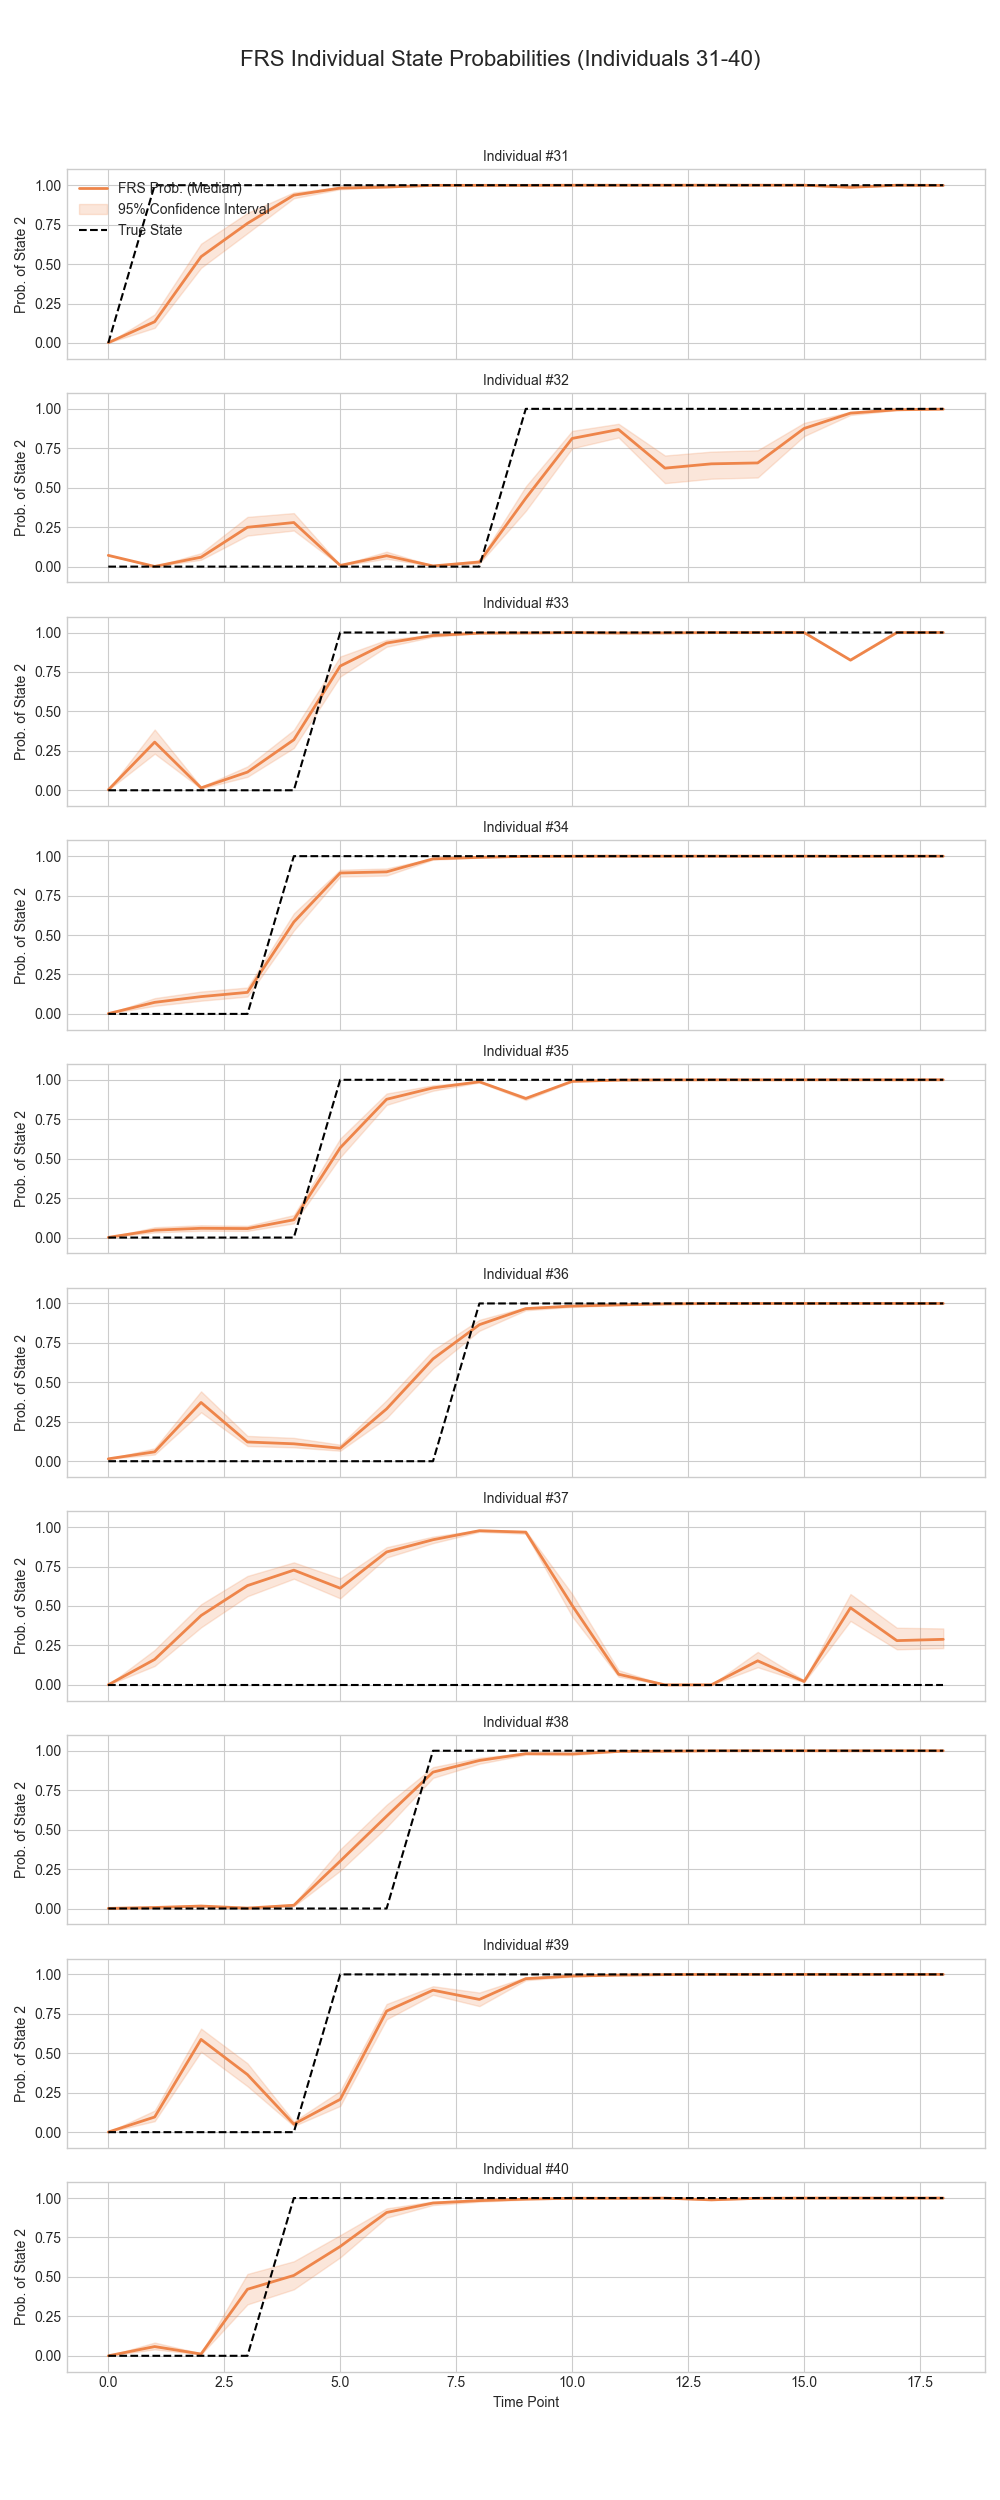 FRS Individual State Probabilities (Individuals 31-40)
Individual #31
FRS Prob. (Median)
95% Confidence Interval
True State
Prob. of State 2
1.00
0.75
0.50
0.25
0.00
Individual #32
Prob. of State 2
1.00
0.75
0.50
0.25
0.00
Individual #33
Prob. of State 2
1.00
0.75
0.50
0.25
0.00
Individual #34
Prob. of State 2
1.00
0.75
0.50
0.25
0.00
Individual #35
Prob. of State 2
1.00
0.75
0.50
0.25
0.00
Individual #36
Prob. of State 2
1.00
0.75
0.50
0.25
0.00
Individual #37
Prob. of State 2
1.00
0.75
0.50
0.25
0.00
Individual #38
Prob. of State 2
1.00
0.75
0.50
0.25
0.00
Individual #39
Prob. of State 2
1.00
0.75
0.50
0.25
0.00
Individual #40
Prob. of State 2
1.00
0.75
0.50
0.25
0.00
0.0 2.5 5.0 7.5 10.0 12.5 15.0 17.5
Time Point